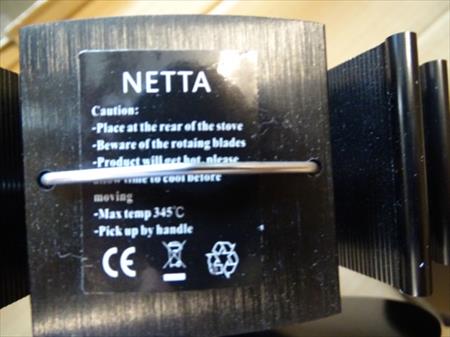 NETTA
Caution:
-Place at the rear of the stove
-Beware of the rotaing blades
-Product will get hot, please
allow time to cool before
moving
-Max temp 345℃
-Pick up by handle
CE